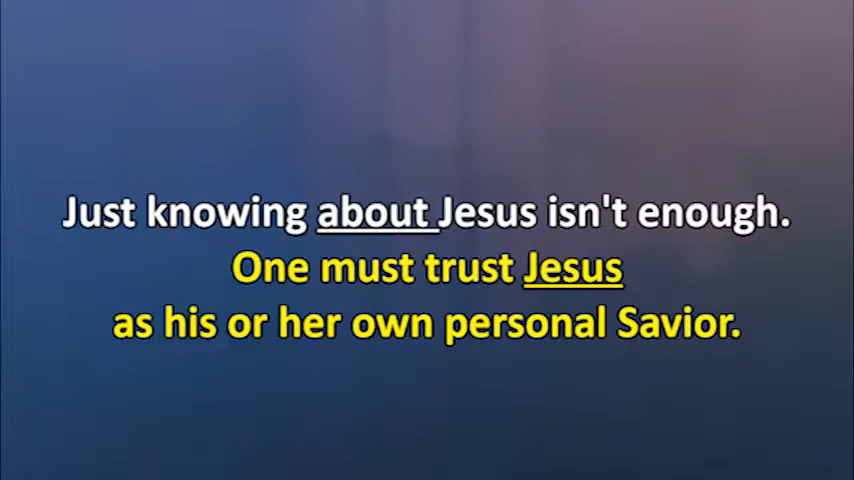 Just knowing about Jesus isn't enough.
One must trust Jesus
as his or her own personal Savior.